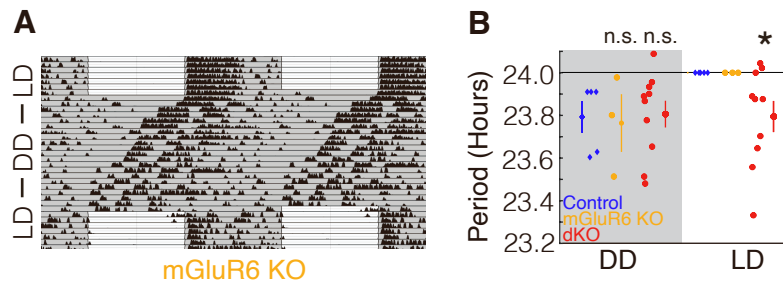 A
LD – DD – LD
mGluR6 KO
B
n.s. n.s.
*
Period (Hours)
24.0
23.8
23.6
23.4
23.2
Control
mGluR6 KO
dKO
DD LD